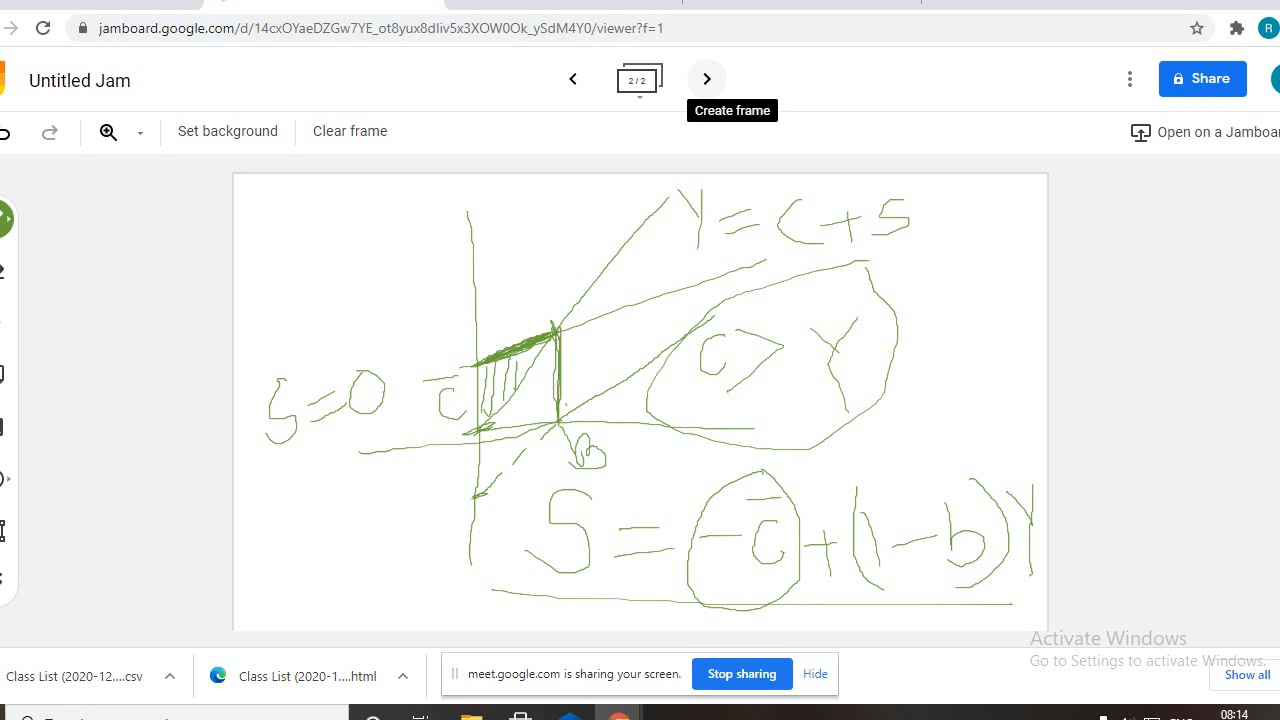 jamboard.google.com/d/14cxOYaeDZGw7YE_ot8yux8dIiv5x3XOW0Ok_ySdM4Y0/viewer?f=1
R
Untitled Jam
2 / 2
Share
Create frame
Set background
Clear frame
Open on a Jamboar
Y = C + S
C > Y
S = 0
C̄
B
S = -C̄ + (1 - b) Y
Activate Windows
Go to Settings to activate Windows.
Class List (2020-12....csv
Class List (2020-1....html
meet.google.com is sharing your screen.
Stop sharing
Hide
Show all
08:14